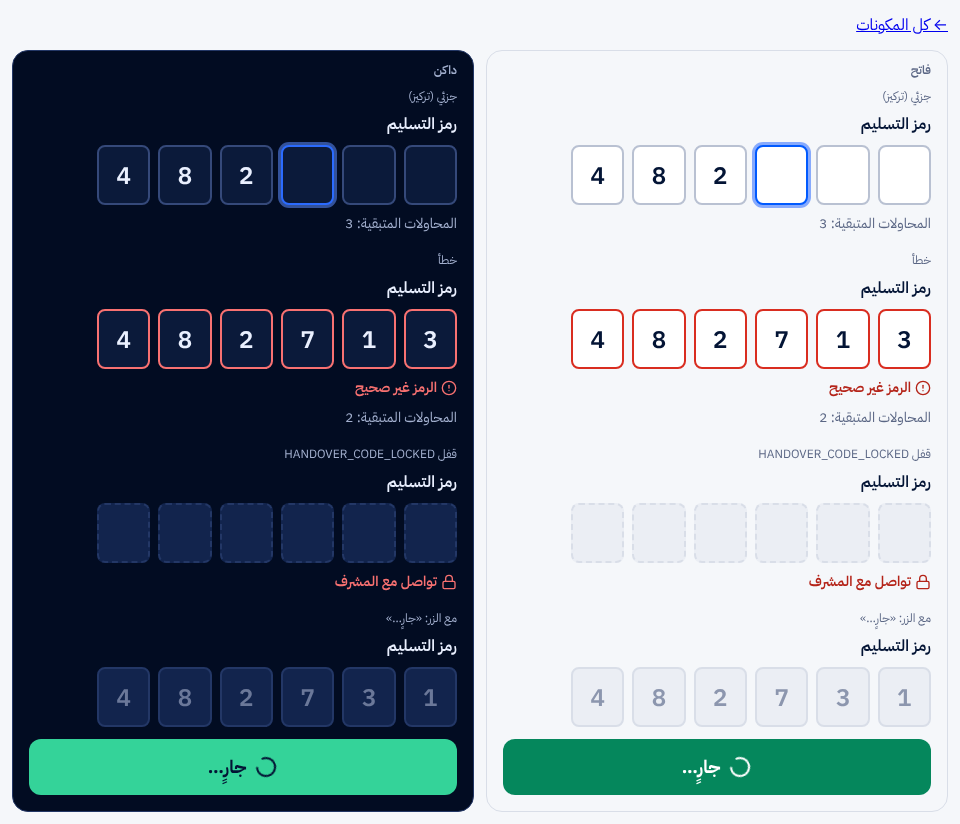 ← كل المكونات
فاتح
جزئي (تركيز)
رمز التسليم
4 8 2
المحاولات المتبقية: 3
خطأ
رمز التسليم
4 8 2 7 1 3
الرمز غير صحيح
المحاولات المتبقية: 2
قفل HANDOVER_CODE_LOCKED
رمز التسليم
تواصل مع المشرف
مع الزر: «جارٍ…»
رمز التسليم
4 8 2 7 3 1
جارٍ…
داكن
جزئي (تركيز)
رمز التسليم
4 8 2
المحاولات المتبقية: 3
خطأ
رمز التسليم
4 8 2 7 1 3
الرمز غير صحيح
المحاولات المتبقية: 2
قفل HANDOVER_CODE_LOCKED
رمز التسليم
تواصل مع المشرف
مع الزر: «جارٍ…»
رمز التسليم
4 8 2 7 3 1
جارٍ…